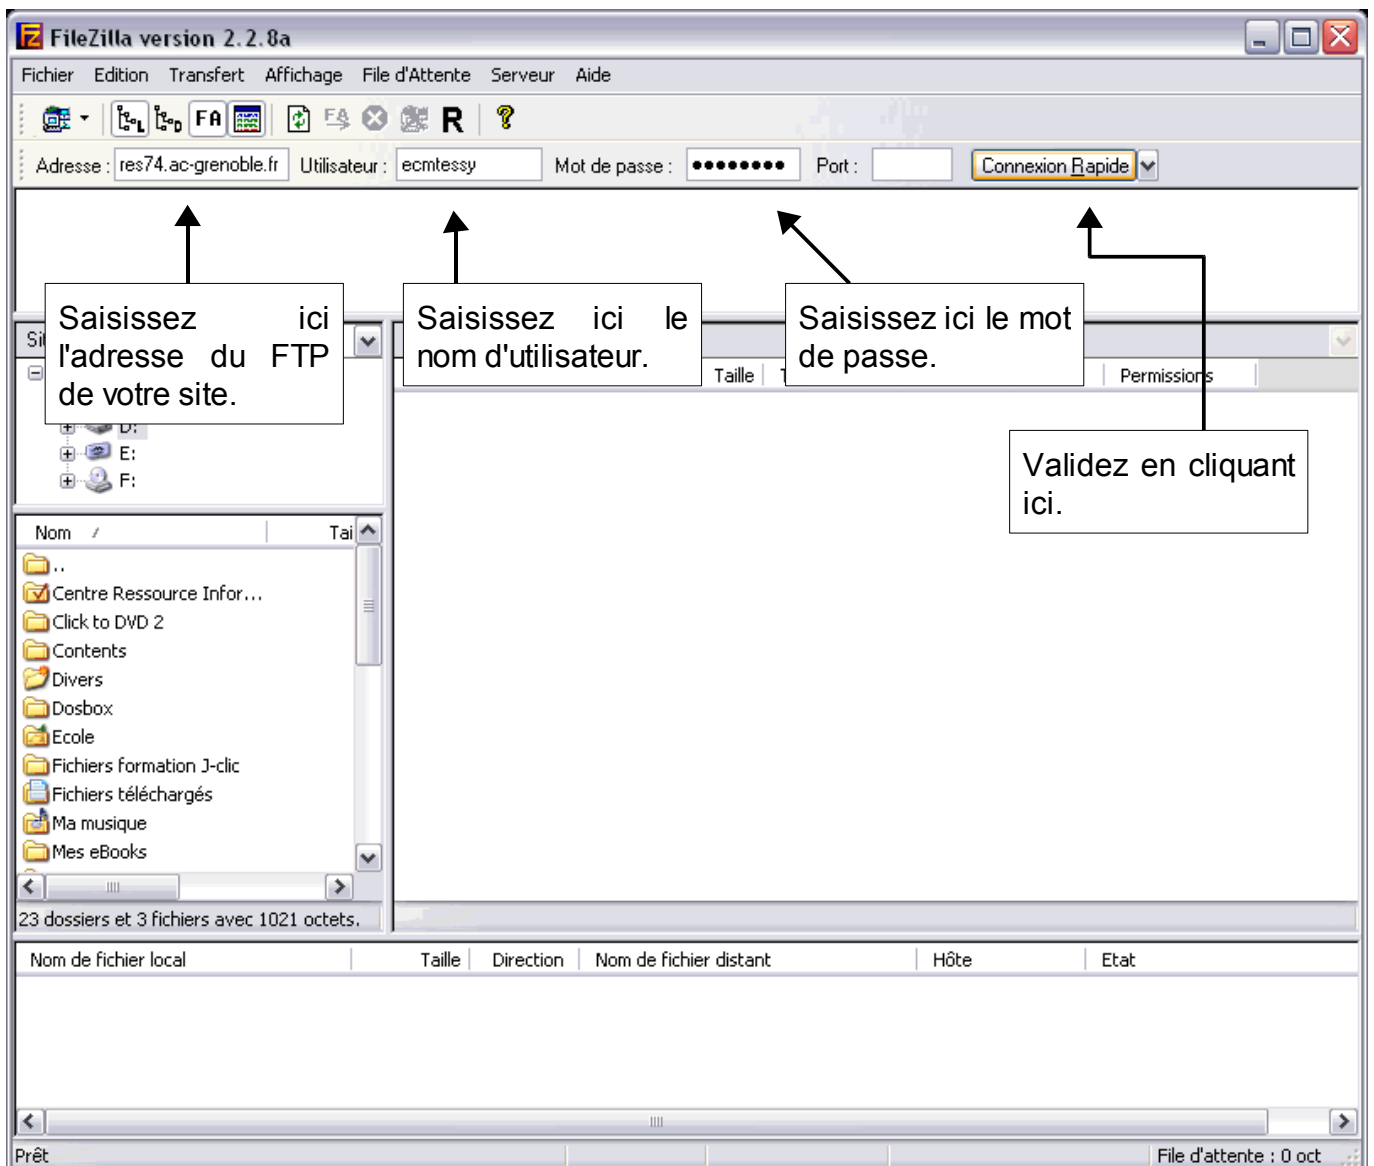 FileZilla version 2.2.8a
Fichier Edition Transfert Affichage File d'Attente Serveur Aide
L D FA FA R ?
Adresse : res74.ac-grenoble.fr Utilisateur : ecmtessy Mot de passe : ●●●●●●●● Port : Connexion Rapide
Saisissez ici
l'adresse du FTP
de votre site.
Saisissez ici le
nom d'utilisateur.
Saisissez ici le mot
de passe.
Validez en cliquant
ici.
Taille Permissions
D:
E:
F:
Nom Tai
..
Centre Ressource Infor...
Click to DVD 2
Contents
Divers
Dosbox
Ecole
Fichiers formation J-clic
Fichiers téléchargés
Ma musique
Mes eBooks
23 dossiers et 3 fichiers avec 1021 octets.
Nom de fichier local Taille Direction Nom de fichier distant Hôte Etat
Prêt File d'attente : 0 oct